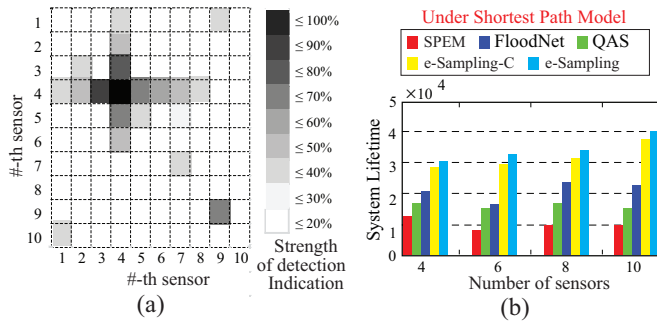 1
2
3
4
5
6
7
8
9
10
#-th sensor
1 2 3 4 5 6 7 8 9 10
#-th sensor
(a)
≤ 100%
≤ 90%
≤ 80%
≤ 70%
≤ 60%
≤ 50%
≤ 40%
≤ 30%
≤ 20%
Strength
of detection
Indication
Under Shortest Path Model
SPEM FloodNet QAS
e-Sampling-C e-Sampling
5 × 10 4
4
3
2
1
0
System Lifetime
4 6 8 10
Number of sensors
(b)